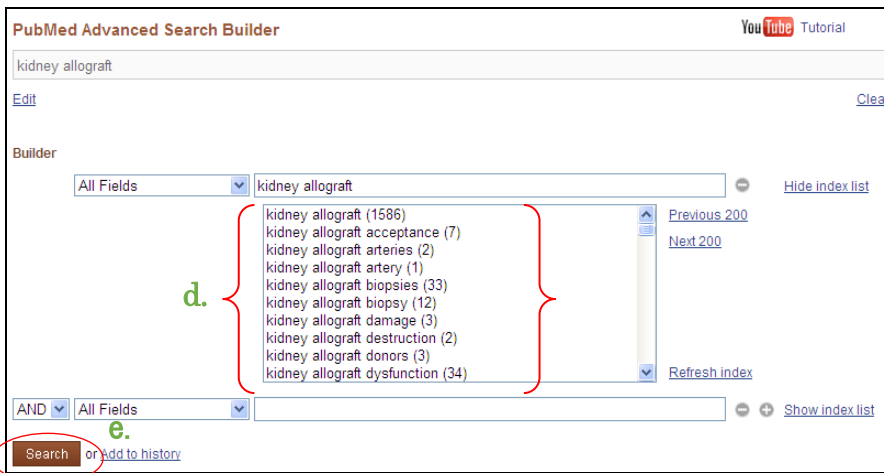 PubMed Advanced Search Builder
You Tube Tutorial
kidney allograft
Edit
Clea
Builder
All Fields
kidney allograft
Hide index list
kidney allograft (1586)
Previous 200
kidney allograft acceptance (7)
kidney allograft arteries (2)
Next 200
kidney allograft artery (1)
kidney allograft biopsies (33)
d.
kidney allograft biopsy (12)
kidney allograft damage (3)
kidney allograft destruction (2)
kidney allograft donors (3)
kidney allograft dysfunction (34)
Refresh index
AND All Fields
Show index list
e.
Search or Add to history